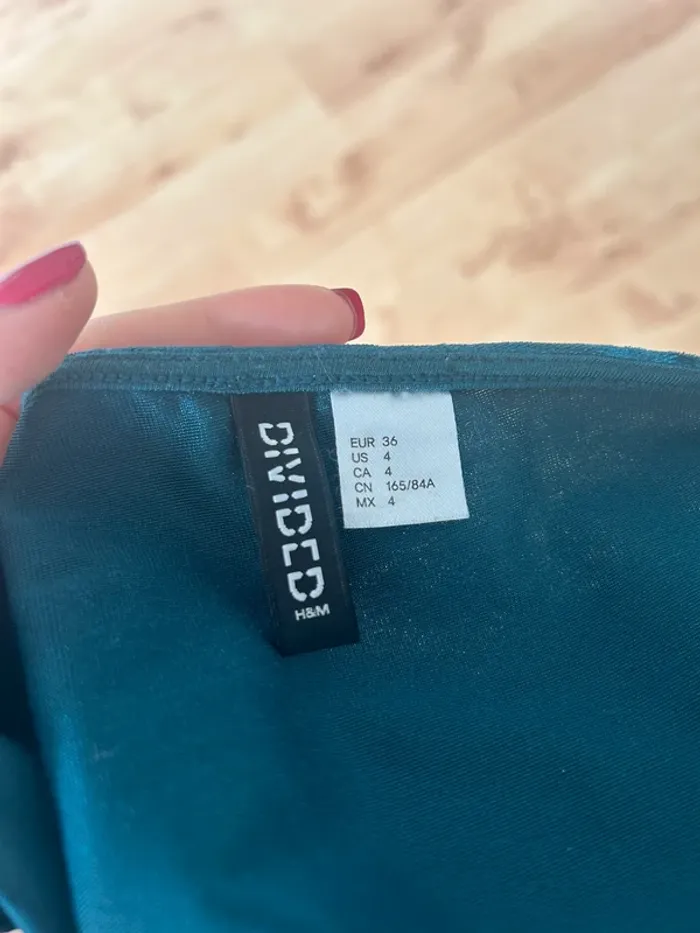 DIVIDED
H&M
EUR 36
US 4
CA 4
CN 165/84A
MX 4